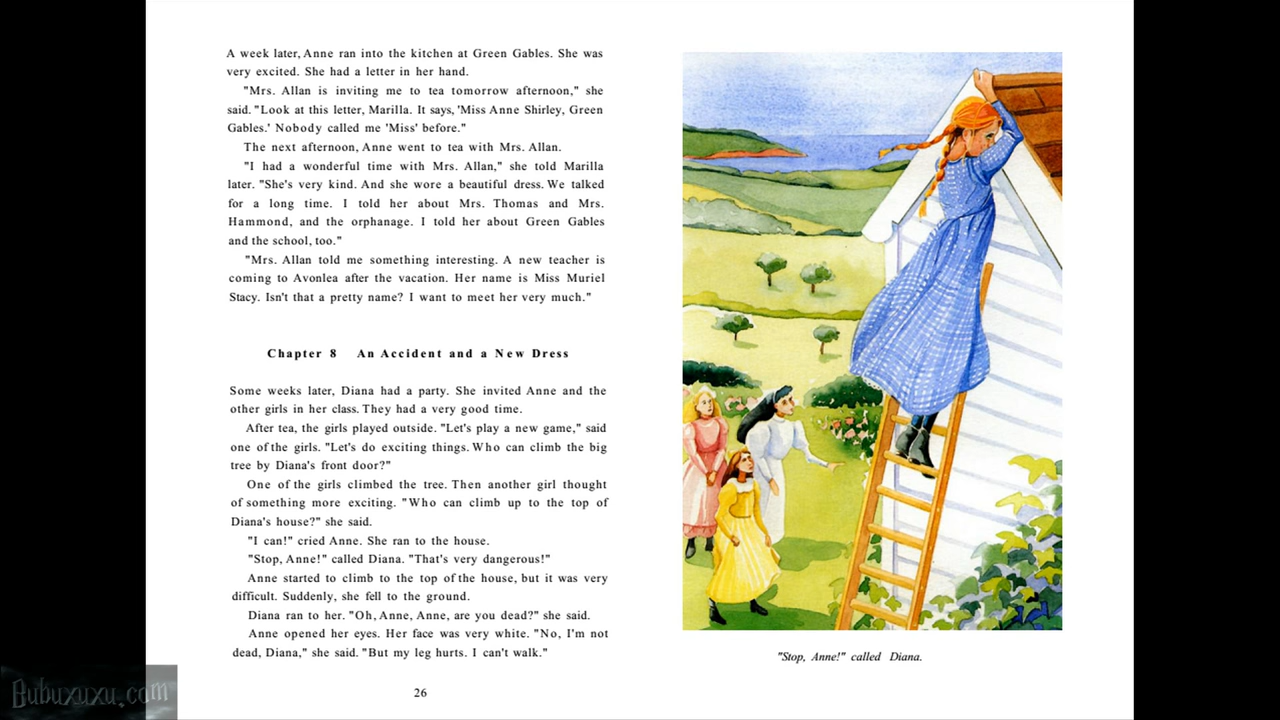 A week later, Anne ran into the kitchen at Green Gables. She was
very excited. She had a letter in her hand.
"Mrs. Allan is inviting me to tea tomorrow afternoon," she
said. "Look at this letter, Marilla. It says, 'Miss Anne Shirley, Green
Gables.' Nobody called me 'Miss' before."
The next afternoon, Anne went to tea with Mrs. Allan.
"I had a wonderful time with Mrs. Allan," she told Marilla
later. "She's very kind. And she wore a beautiful dress. We talked
for a long time. I told her about Mrs. Thomas and Mrs.
Hammond, and the orphanage. I told her about Green Gables
and the school, too."
"Mrs. Allan told me something interesting. A new teacher is
coming to Avonlea after the vacation. Her name is Miss Muriel
Stacy. Isn't that a pretty name? I want to meet her very much."
Chapter 8 An Accident and a New Dress
Some weeks later, Diana had a party. She invited Anne and the
other girls in her class. They had a very good time.
After tea, the girls played outside. "Let's play a new game," said
one of the girls. "Let's do exciting things. Who can climb the big
tree by Diana's front door?"
One of the girls climbed the tree. Then another girl thought
of something more exciting. "Who can climb up to the top of
Diana's house?" she said.
"I can!" cried Anne. She ran to the house.
"Stop, Anne!" called Diana. "That's very dangerous!"
Anne started to climb to the top of the house, but it was very
difficult. Suddenly, she fell to the ground.
Diana ran to her. "Oh, Anne, Anne, are you dead?" she said.
Anne opened her eyes. Her face was very white. "No, I'm not
dead, Diana," she said. "But my leg hurts. I can't walk."
26
"Stop, Anne!" called Diana.
Bubuxuxu.com